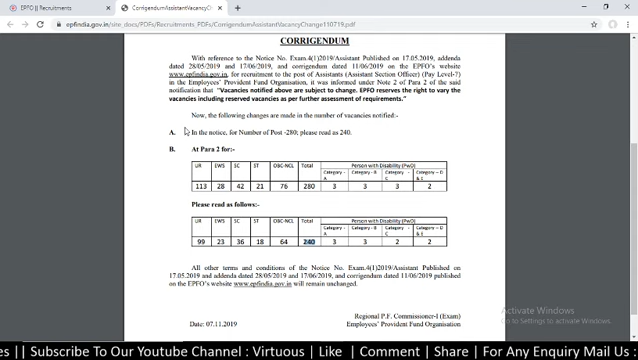 EPFO || Recruitments
CorrigendumAssistantVacancyCha
epfindia.gov.in/site_docs/PDFs/Recruitments_PDFs/CorrigendumAssistantVacancyChange110719.pdf
CORRIGENDUM
With reference to the Notice No. Exam.4(1)2019/Assistant Published on 17.05.2019, addenda
dated 28/05/2019 and 17/06/2019, and corrigendum dated 11/06/2019 on the EPFO's website
www.epfindia.gov.in, for recruitment to the post of Assistants (Assistant Section Officer) (Pay Level-7)
in the Employees' Provident Fund Organisation, it was informed under Note 2 of Para 2 of the said
notification that "Vacancies notified above are subject to change. EPFO reserves the right to vary the
vacancies including reserved vacancies as per further assessment of requirements."
Now, the following changes are made in the number of vacancies notified:-
A. In the notice, for Number of Post -280; please read as 240.
B. At Para 2 for:-
UR EWS SC ST OBC-NCL Total Person with Disability (PwD)
Category - A Category - B Category - C Category – D & E
113 28 42 21 76 280 3 3 3 2
Please read as follows:-
UR EWS SC ST OBC-NCL Total Person with Disability (PwD)
Category - A Category - B Category - C Category – D & E
99 23 36 18 64 240 3 3 2 2
All other terms and conditions of the Notice No. Exam.4(1)2019/Assistant Published on
17.05.2019 and addenda dated 28/05/2019 and 17/06/2019, and corrigendum dated 11/06/2019 published
on the EPFO's website www.epfindia.gov.in will remain unchanged.
Regional P.F. Commissioner-I (Exam)
Date: 07.11.2019 Employees' Provident Fund Organisation
Activate Windows
Go to Settings to activate Windows.
es || Subscribe To Our Youtube Channel : Virtuous | Like | Comment | Share | For Any Enquiry Mail Us :